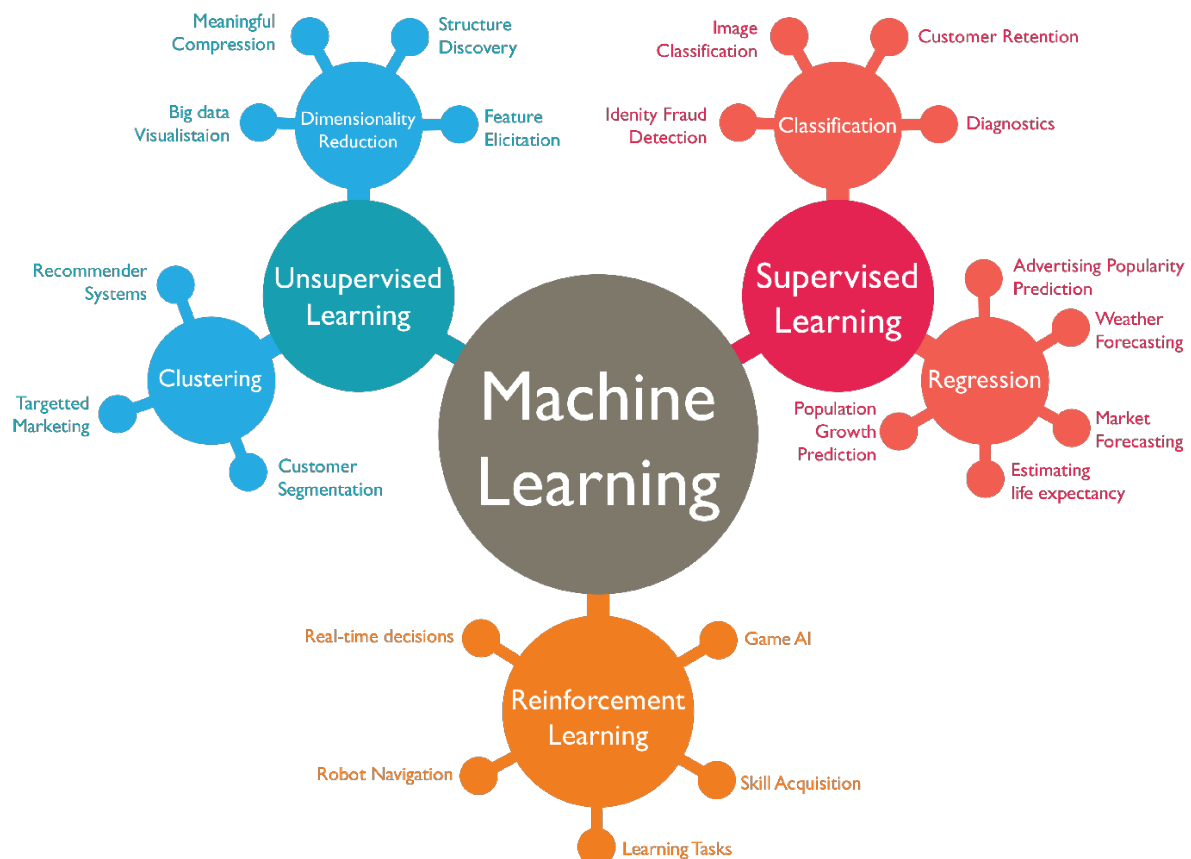 Meaningful
Compression
Structure
Discovery
Big data
Visualistaion
Dimensionality
Reduction
Feature
Elicitation
Image
Classification
Customer Retention
Idenity Fraud
Detection
Classification
Diagnostics
Unsupervised
Learning
Supervised
Learning
Recommender
Systems
Clustering
Targetted
Marketing
Customer
Segmentation
Machine
Learning
Advertising Popularity
Prediction
Weather
Forecasting
Regression
Population
Growth
Prediction
Market
Forecasting
Estimating
life expectancy
Real-time decisions
Game AI
Reinforcement
Learning
Robot Navigation
Skill Acquisition
Learning Tasks